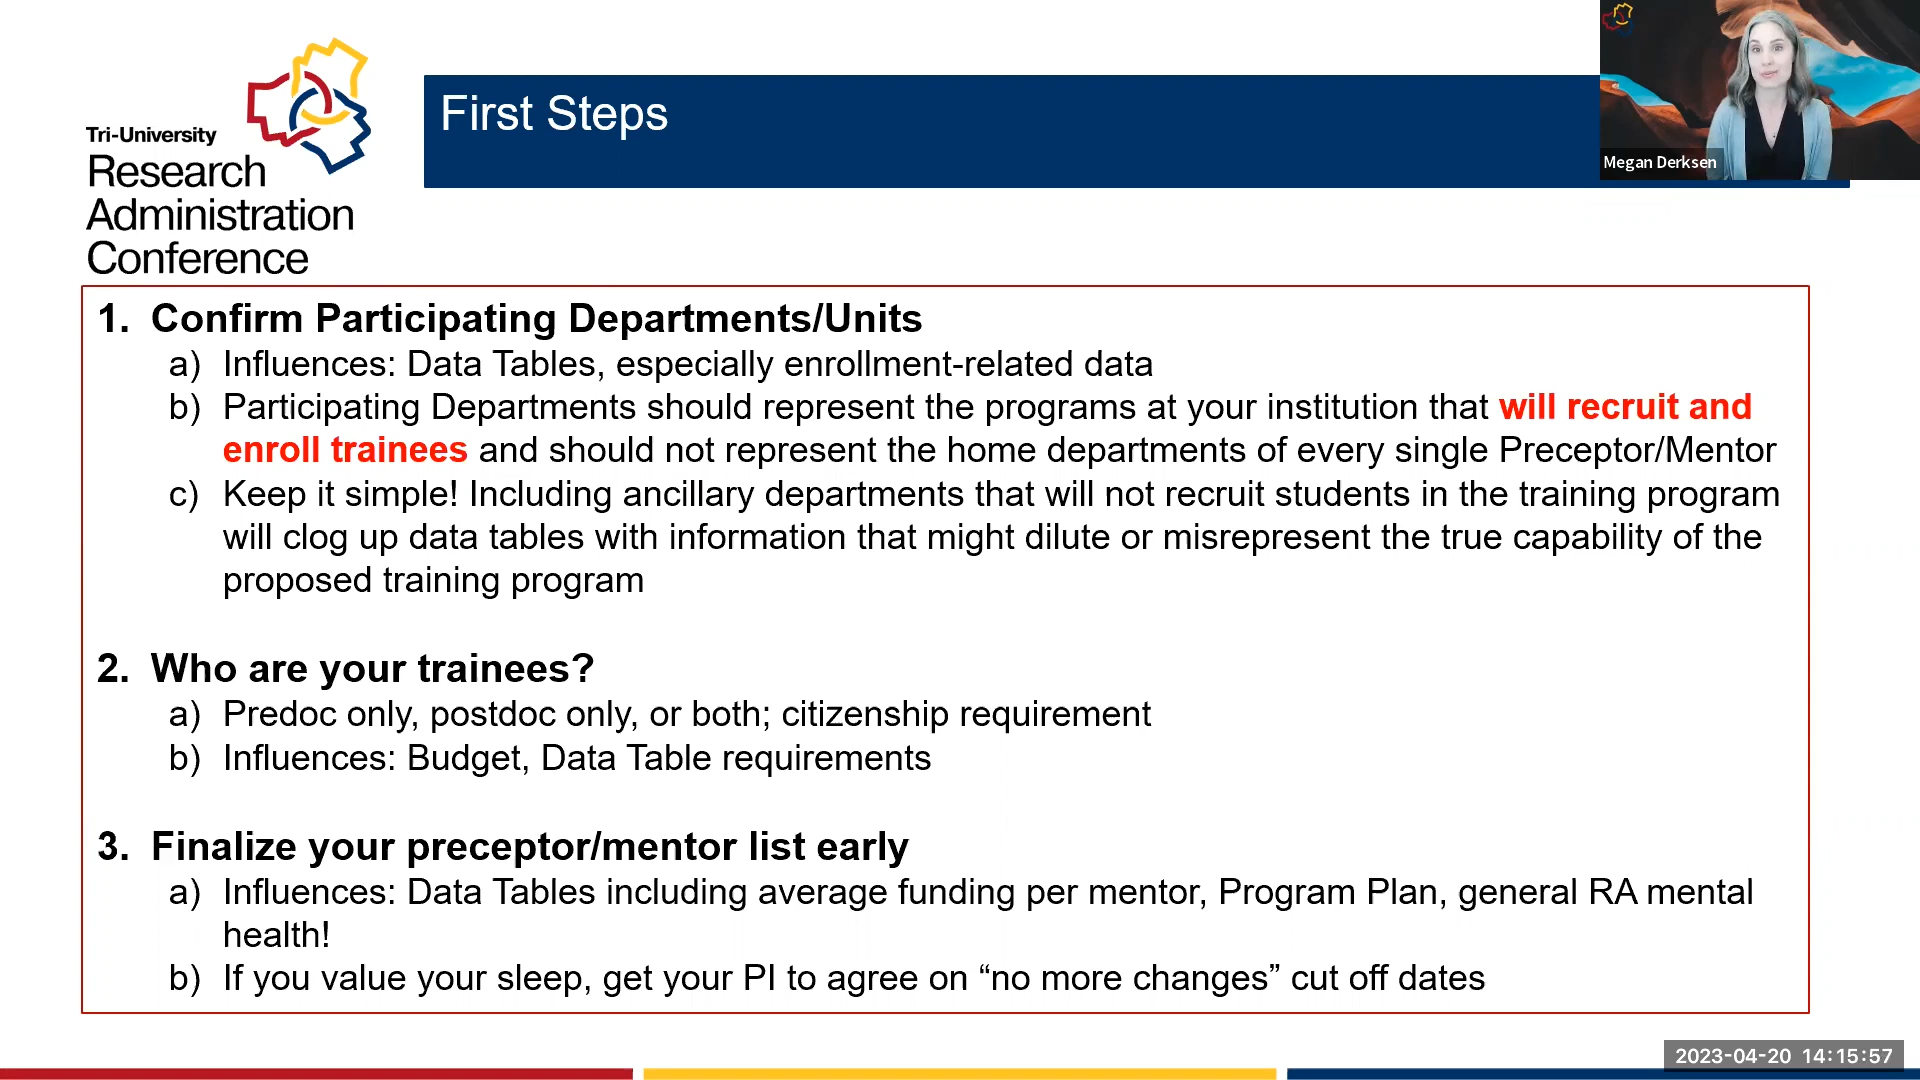 Tri-University
Research
Administration
Conference
First Steps
Megan Derksen
1. Confirm Participating Departments/Units
a) Influences: Data Tables, especially enrollment-related data
b) Participating Departments should represent the programs at your institution that will recruit and
enroll trainees and should not represent the home departments of every single Preceptor/Mentor
c) Keep it simple! Including ancillary departments that will not recruit students in the training program
will clog up data tables with information that might dilute or misrepresent the true capability of the
proposed training program
2. Who are your trainees?
a) Predoc only, postdoc only, or both; citizenship requirement
b) Influences: Budget, Data Table requirements
3. Finalize your preceptor/mentor list early
a) Influences: Data Tables including average funding per mentor, Program Plan, general RA mental
health!
b) If you value your sleep, get your PI to agree on “no more changes” cut off dates
2023-04-20 14:15:57